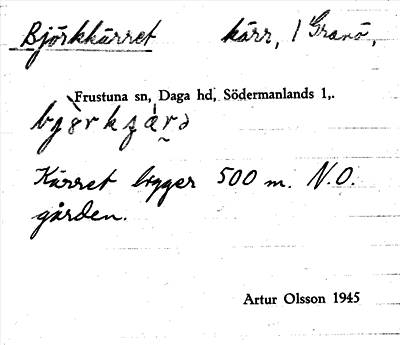 Björkkärret kärr, 1 Granö,
Frustuna sn, Daga hd, Södermanlands l,.
Kärret ligger 500 m. N.O.
gården.
Artur Olsson 1945